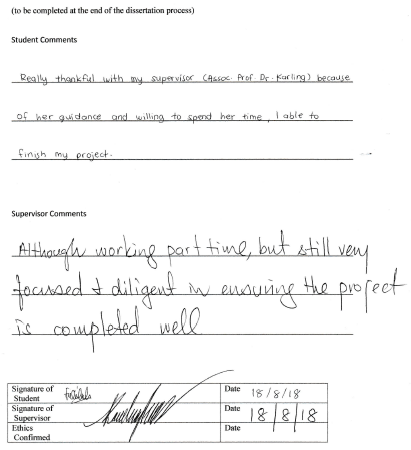 (to be completed at the end of the dissertation process)
Student Comments
Really thankful with my supervisor (Assoc. Prof. Dr. Karling) because
of her guidance and willing to spend her time, I able to
finish my project.
Supervisor Comments
Although working part time, but still very
focussed & diligent in ensuring the project
is completed well
Signature of
Student
Date
18/8/18
Signature of
Supervisor
Date
18/8/18
Ethics
Confirmed
Date